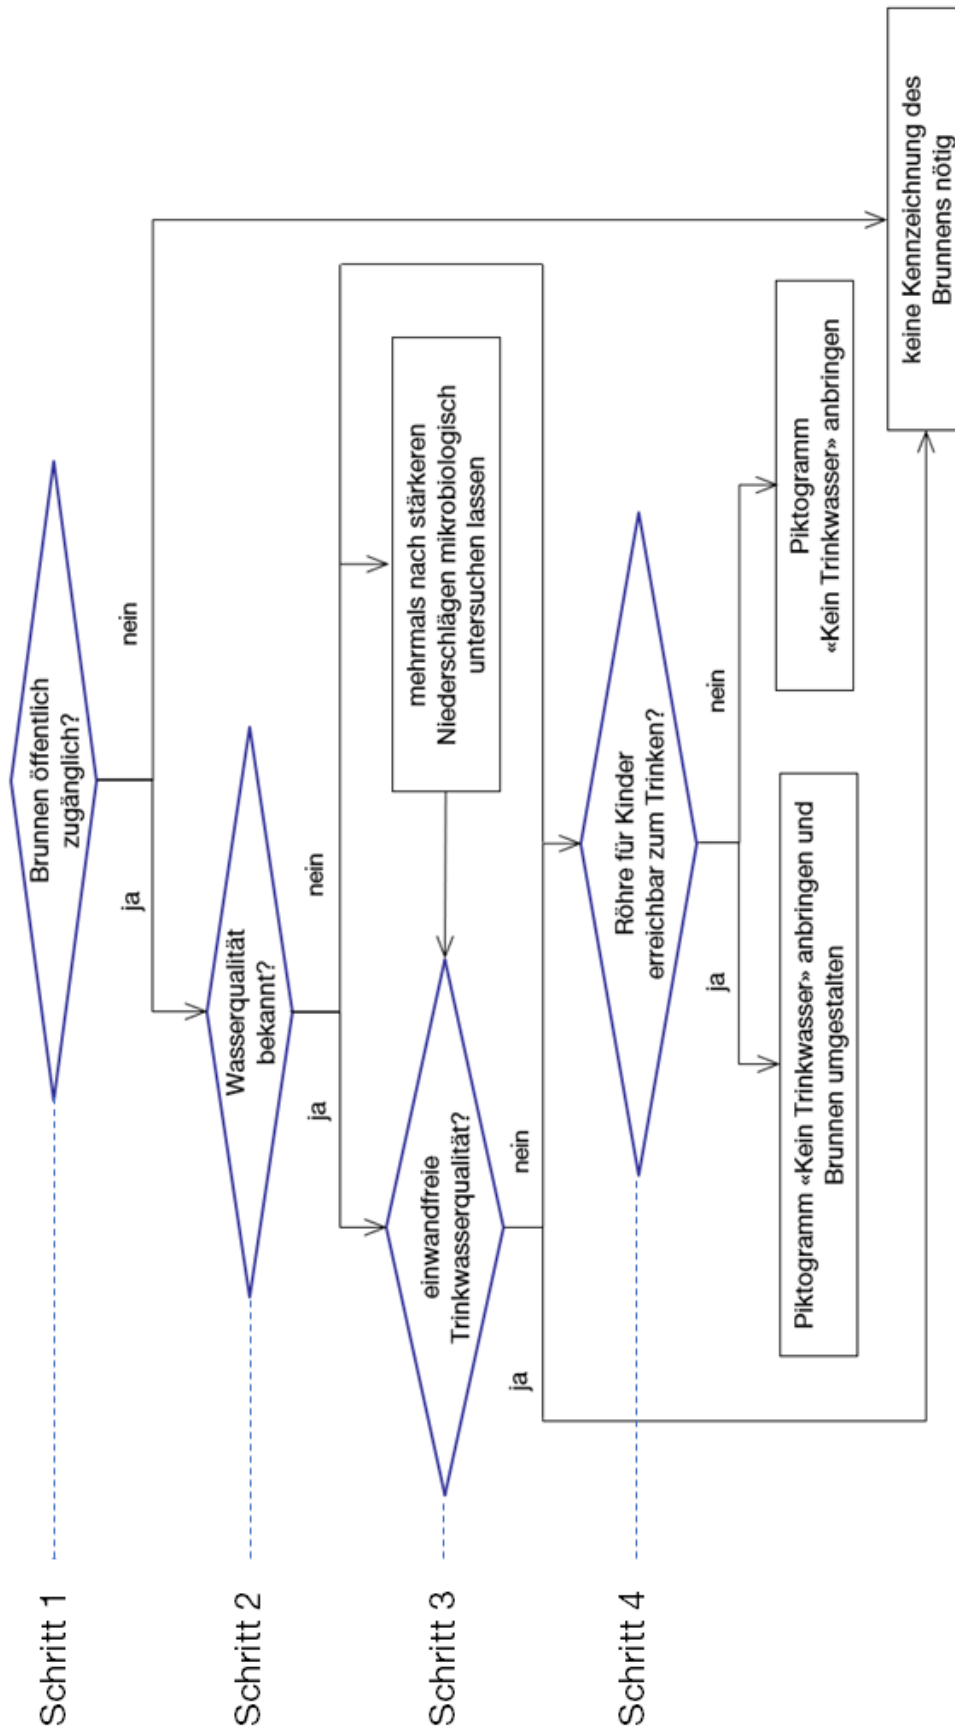 Schritt 1
Brunnen öffentlich
zugänglich?
ja
nein
Schritt 2
Wasserqualität
bekannt?
ja
nein
Schritt 3
einwandfreie
Trinkwasserqualität?
mehrmals nach stärkeren
Niederschlägen mikrobiologisch
untersuchen lassen
ja
nein
Schritt 4
Röhre für Kinder
erreichbar zum Trinken?
ja
nein
Piktogramm «Kein Trinkwasser» anbringen und
Brunnen umgestalten
Piktogramm
«Kein Trinkwasser» anbringen
keine Kennzeichnung des
Brunnens nötig